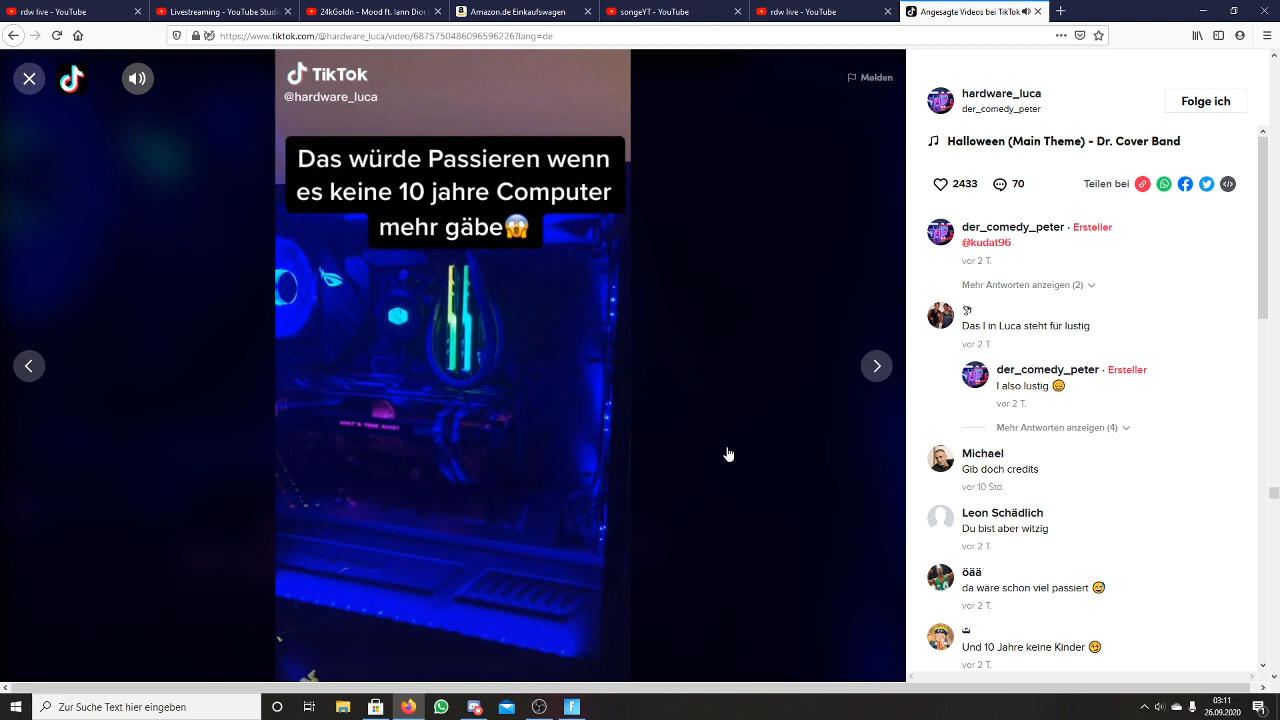 rdw live - YouTube
Livestreaming - YouTube Stud
24kGoldn - Mood ft. Iann Dior (
Amazon.de Einkaufswagen
songeYT - YouTube
rdw live - YouTube
Angesagte Videos bei TikTok
https://www.tiktok.com/@hardware_luca/video/6875750486096596226?lang=de
TikTok
@hardware_luca
Melden
Das würde Passieren wenn
es keine 10 jahre Computer
mehr gäbe😱
WHAT'S YOUR GAME?
hardware_luca
der_comedy_peter
Folge ich
Halloween (Main Theme) - Dr. Cover Band
2433
70
Teilen bei
der_comedy_peter · Ersteller
@kudat96
vor 2 T.
Mehr Antworten anzeigen (2)
Das l in Luca steht für lustig
vor 2 T.
der_comedy_peter · Ersteller
l also lustig 😑
vor 2 T.
Mehr Antworten anzeigen (4)
Michael
Gib doch credits
vor 10 Std.
Leon Schädlich
Du bist aber witzig
vor 2 T.
öää
da wäre schon viel passiert 😅
vor 2 T.
Und 10 Jahre keine Kinder 😏
vor 2 T.
Zur Suche Text hier eingeben
03:11
26.09.2020
1